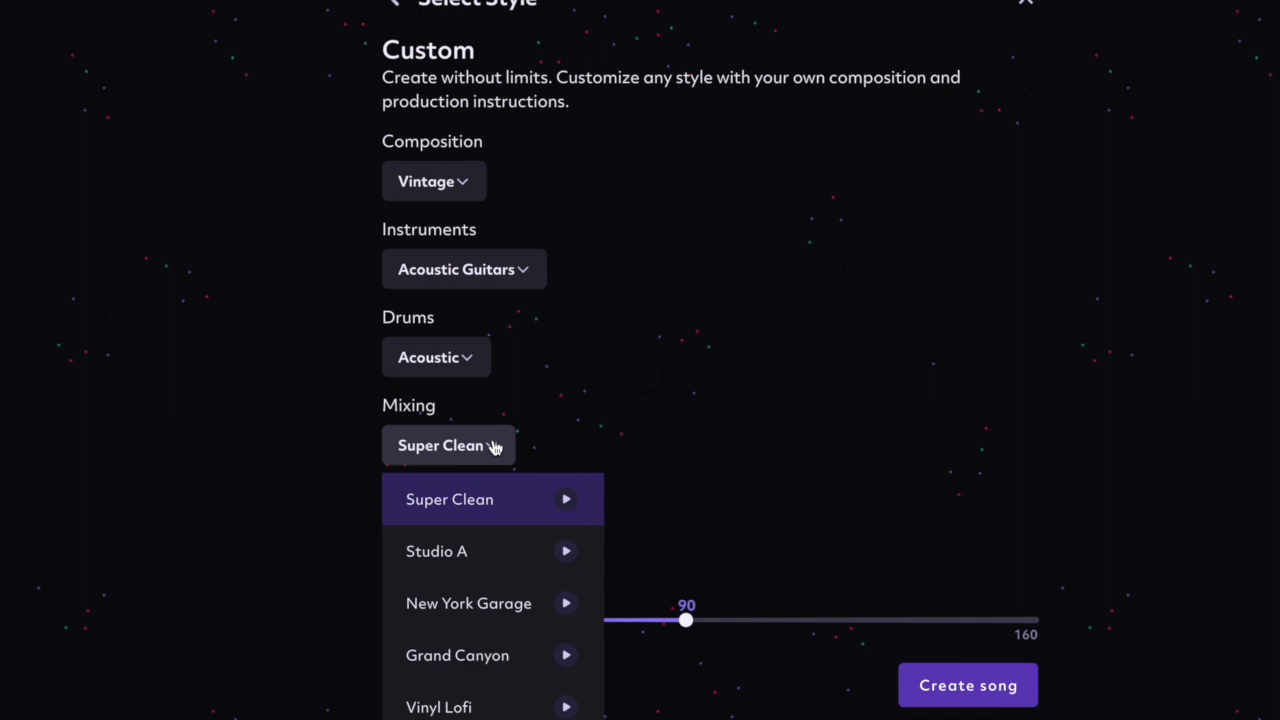 Select Style
Custom
Create without limits. Customize any style with your own composition and
production instructions.
Composition
Vintage
Instruments
Acoustic Guitars
Drums
Acoustic
Mixing
Super Clean
Super Clean
Studio A
New York Garage
Grand Canyon
Vinyl Lofi
90
160
Create song